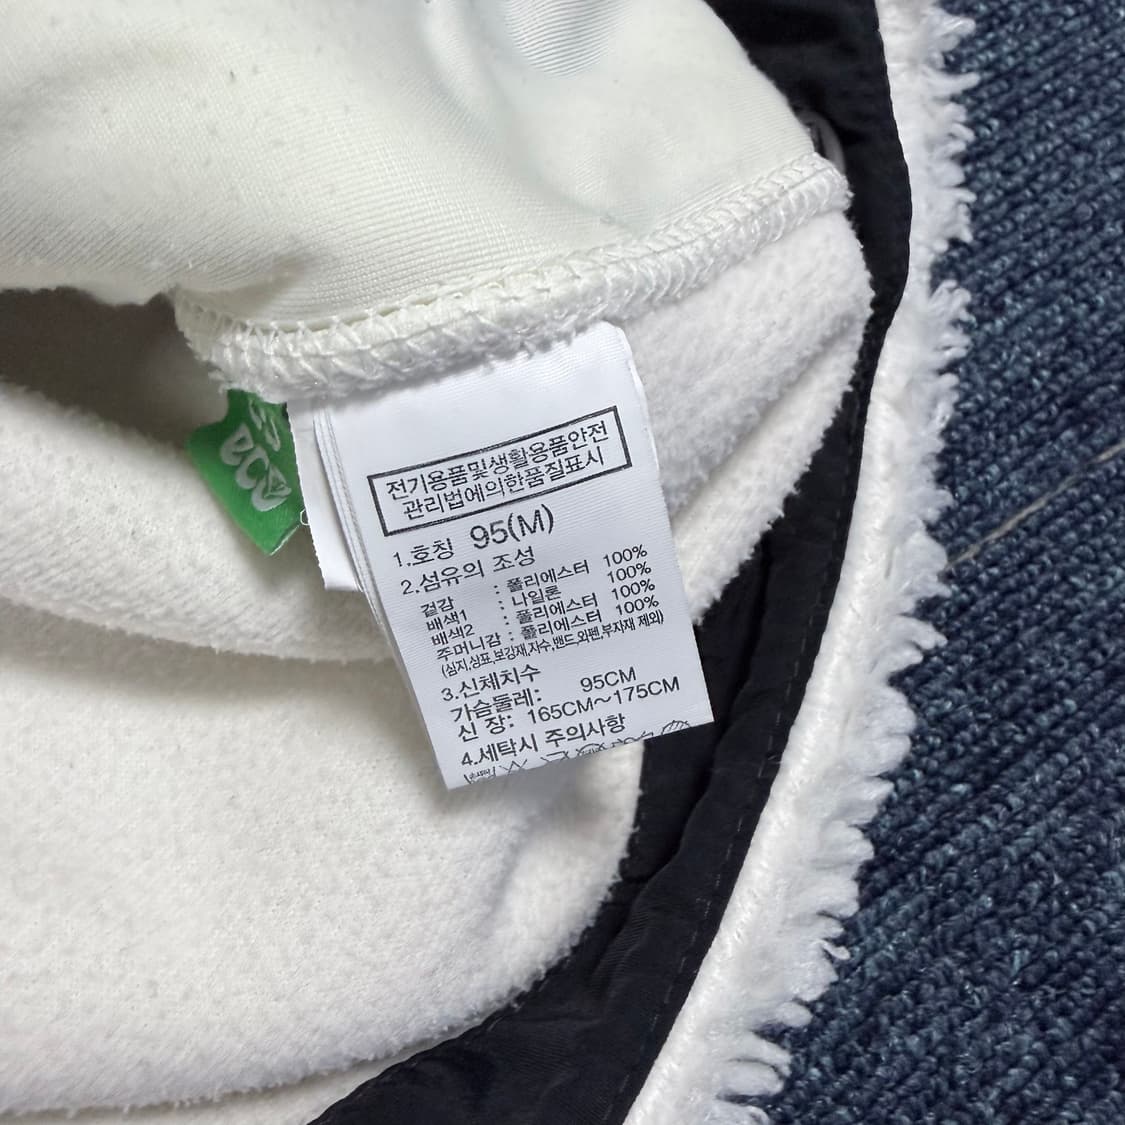 eco
전기용품및생활용품안전
관리법에의한품질표시
1.호칭 95(M)
2.섬유의 조성
겉감 : 폴리에스터 100%
배색1 : 나일론 100%
배색2 : 폴리에스터 100%
주머니감 : 폴리에스터 100%
(심지,상표,보강재,자수,밴드,외편,부자재 제외)
3.신체치수
가슴둘레: 95CM
신 장: 165CM~175CM
4.세탁시 주의사항